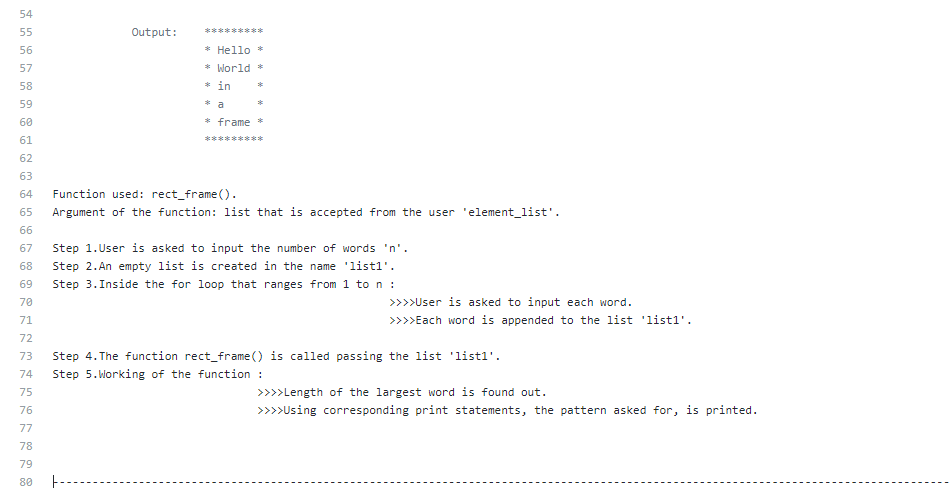 54
55 Output: *********
56 * Hello *
57 * World *
58 * in    *
59 * a     *
60 * frame *
61 *********
62
63
64 Function used: rect_frame().
65 Argument of the function: list that is accepted from the user 'element_list'.
66
67 Step 1.User is asked to input the number of words 'n'.
68 Step 2.An empty list is created in the name 'list1'.
69 Step 3.Inside the for loop that ranges from 1 to n :
70 >>>>User is asked to input each word.
71 >>>>Each word is appended to the list 'list1'.
72
73 Step 4.The function rect_frame() is called passing the list 'list1'.
74 Step 5.Working of the function :
75 >>>>Length of the largest word is found out.
76 >>>>Using corresponding print statements, the pattern asked for, is printed.
77
78
79
80 ----------------------------------------------------------------------------------------------------------------------------------------